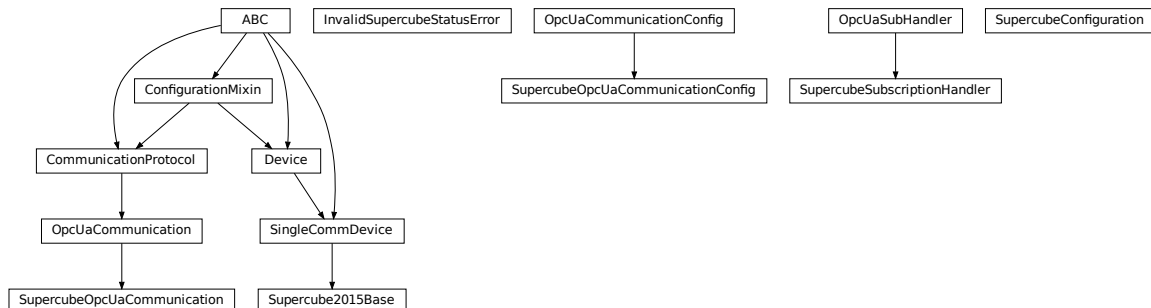 ABC
InvalidSupercubeStatusError
OpcUaCommunicationConfig
OpcUaSubHandler
SupercubeConfiguration
ConfigurationMixin
SupercubeOpcUaCommunicationConfig
SupercubeSubscriptionHandler
CommunicationProtocol
Device
OpcUaCommunication
SingleCommDevice
SupercubeOpcUaCommunication
Supercube2015Base